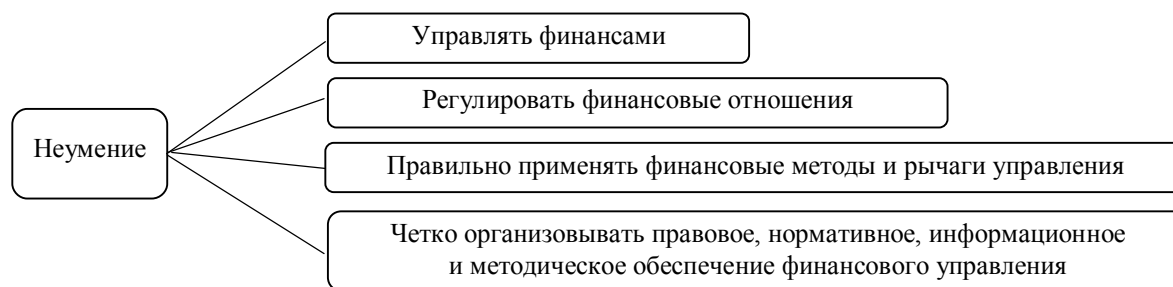 Управлять финансами
Регулировать финансовые отношения
Неумение
Правильно применять финансовые методы и рычаги управления
Четко организовывать правовое, нормативное, информационное
и методическое обеспечение финансового управления